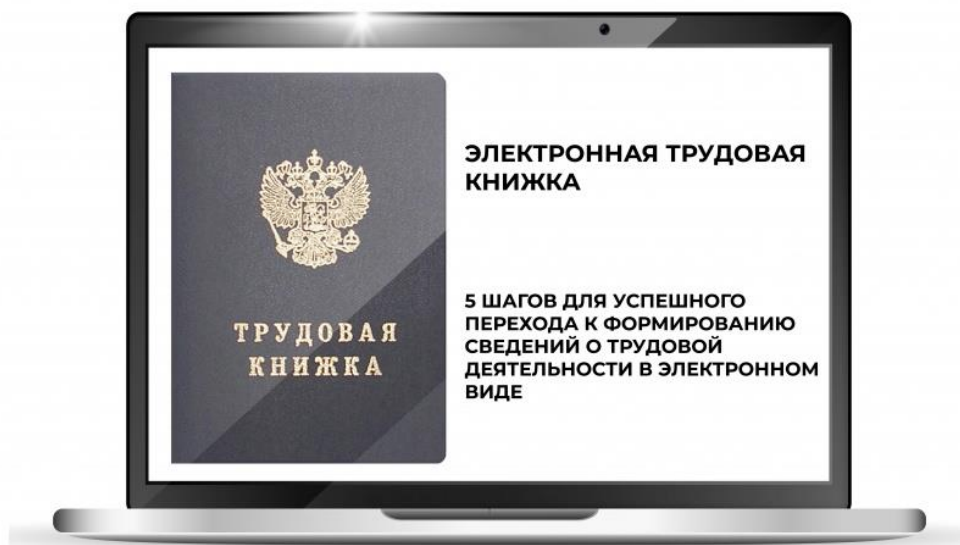 ТРУДОВАЯ
КНИЖКА
ЭЛЕКТРОННАЯ ТРУДОВАЯ
КНИЖКА
5 ШАГОВ ДЛЯ УСПЕШНОГО
ПЕРЕХОДА К ФОРМИРОВАНИЮ
СВЕДЕНИЙ О ТРУДОВОЙ
ДЕЯТЕЛЬНОСТИ В ЭЛЕКТРОННОМ
ВИДЕ